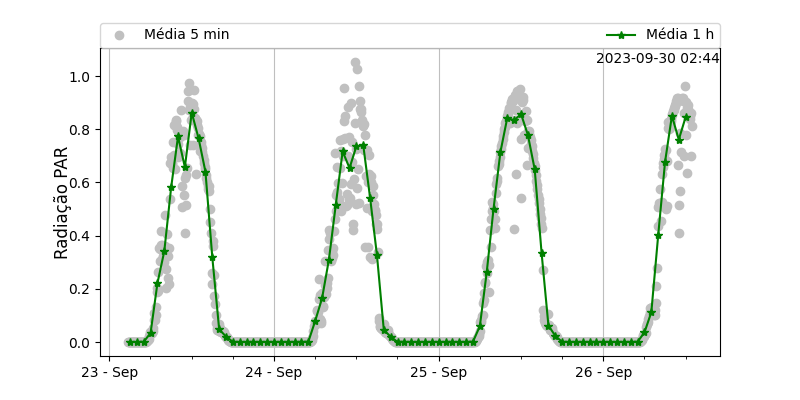 Média 5 min
Média 1 h
2023-09-30 02:44
1.0
0.8
0.6
0.4
0.2
0.0
Radiação PAR
23 - Sep
24 - Sep
25 - Sep
26 - Sep